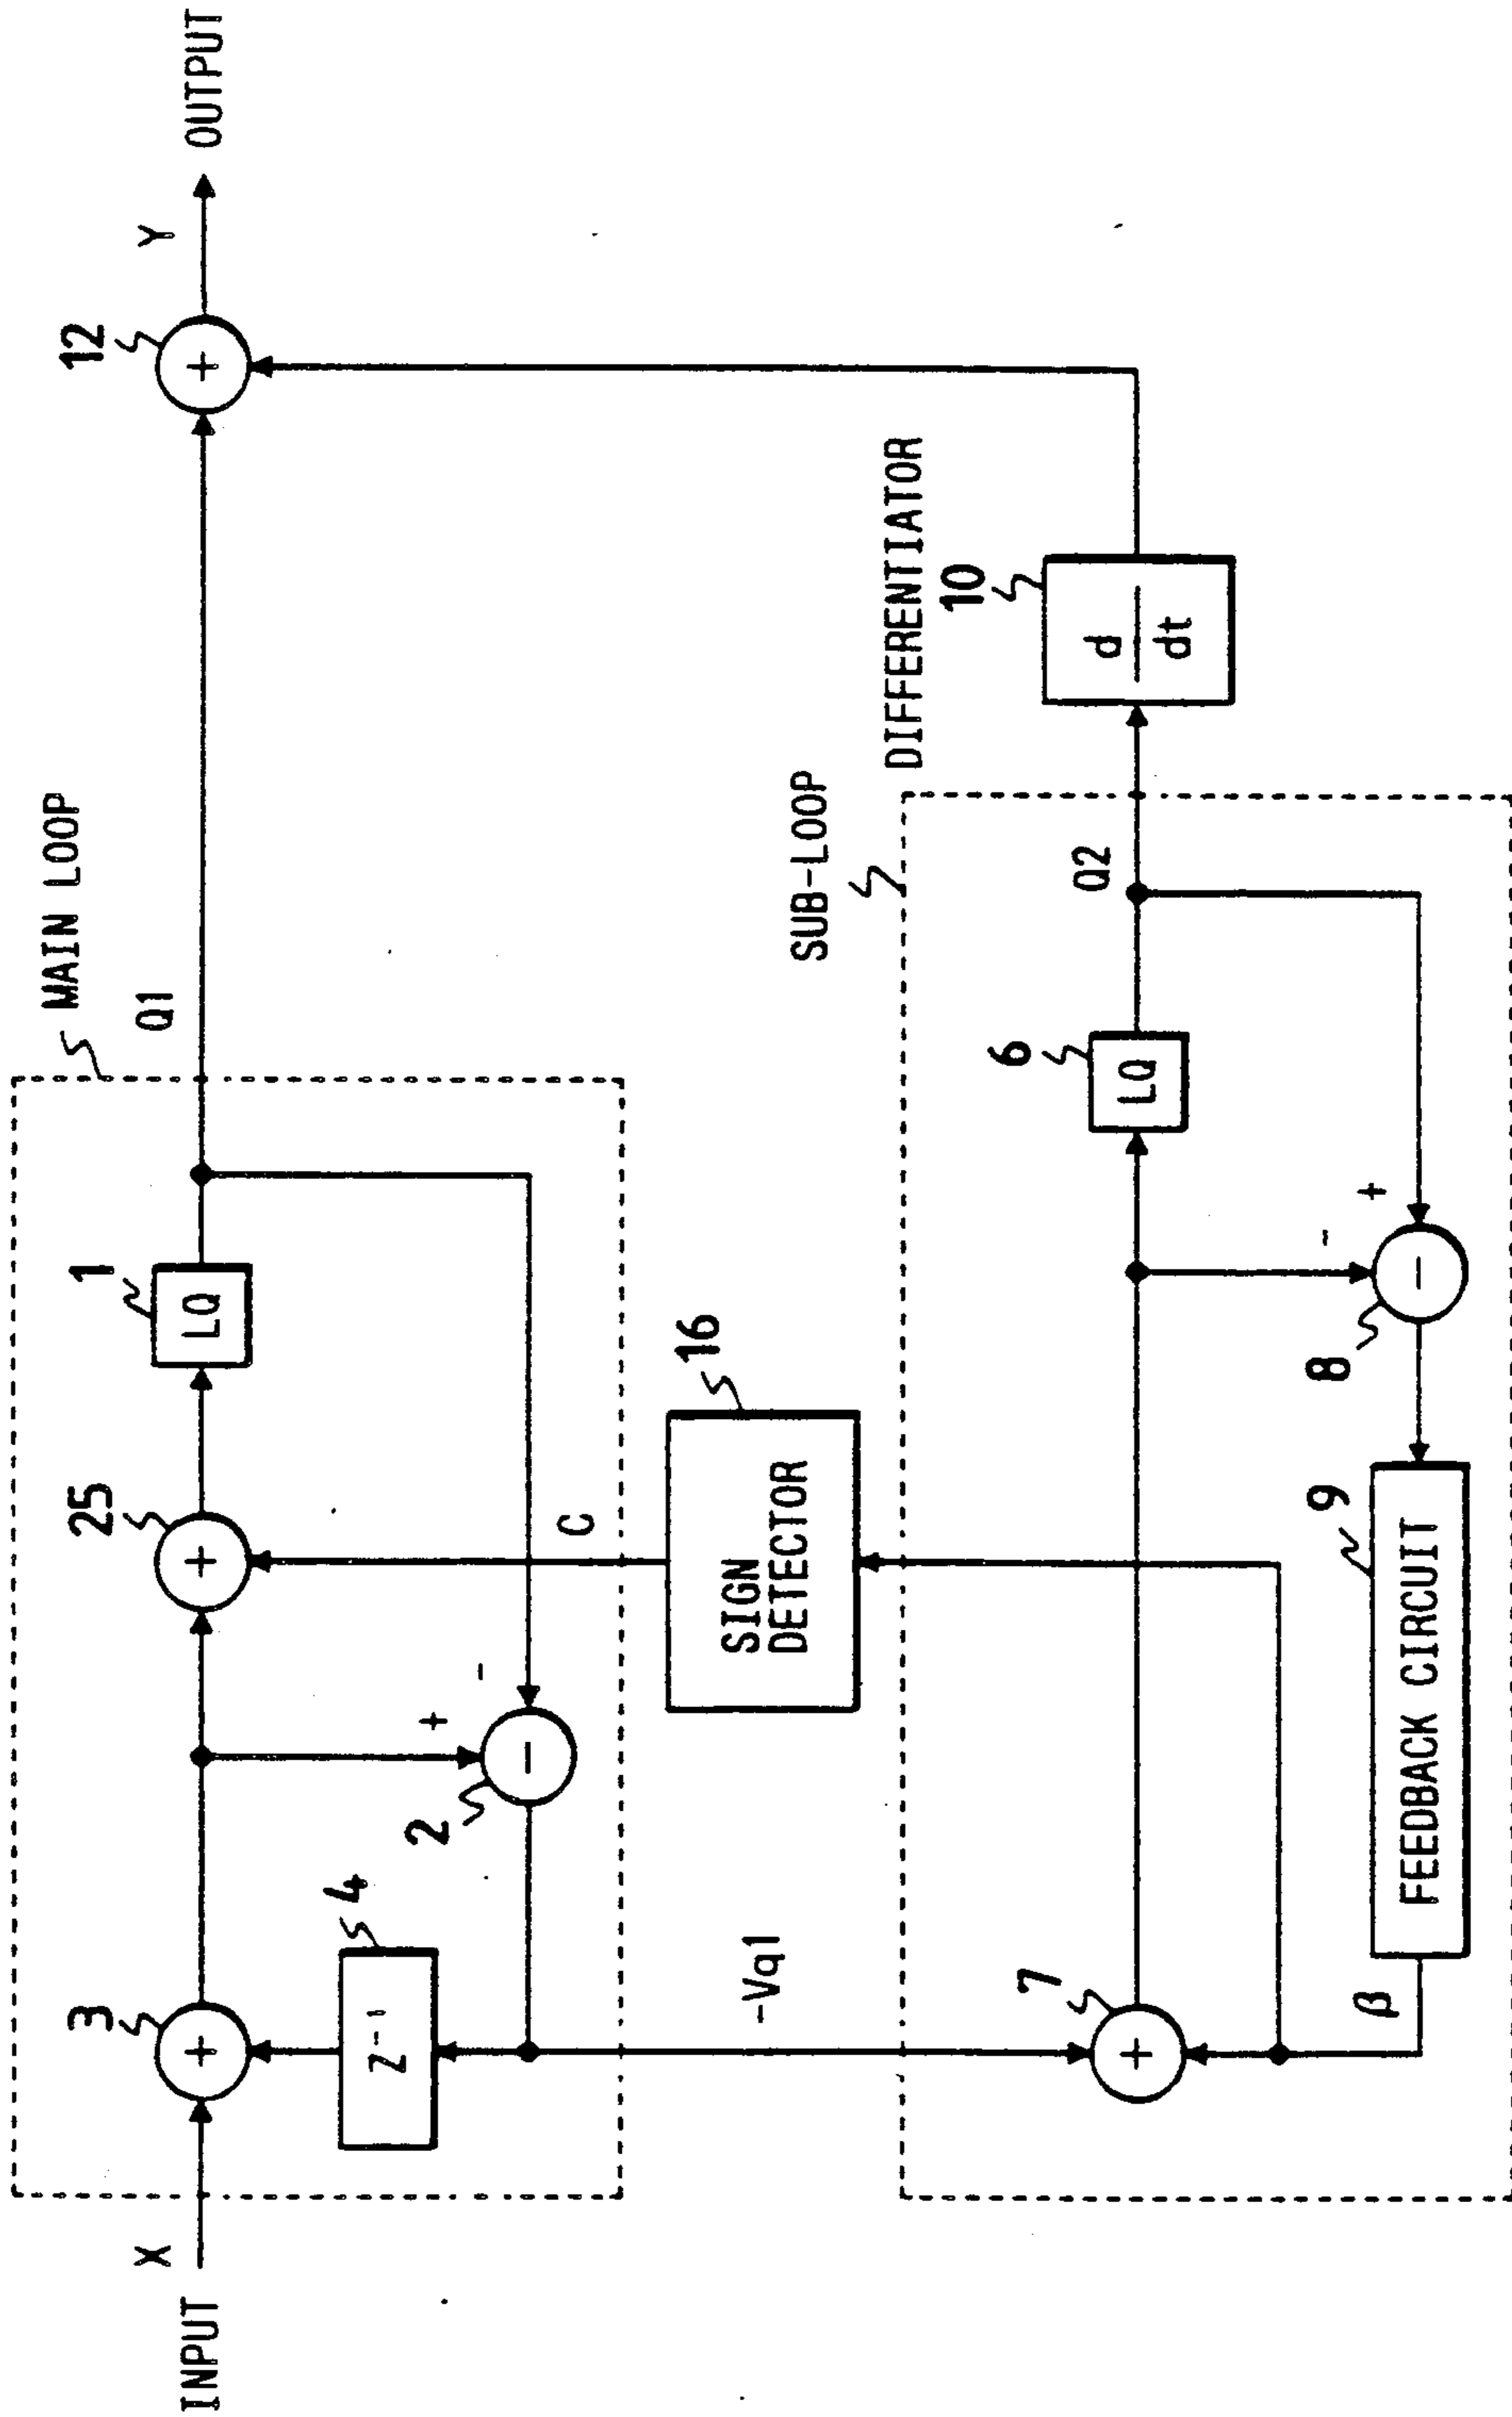 MAIN LOOP
INPUT
X
3
+
25
+
1
LQ
Q1
12
+
Y
OUTPUT
4
Z⁻¹
2
-
+
-
C
SIGN
DETECTOR
16
-Vq1
SUB-LOOP
DIFFERENTIATOR
7
+
6
LQ
Q2
10
d
dt
β
9
FEEDBACK CIRCUIT
8
-
-
+